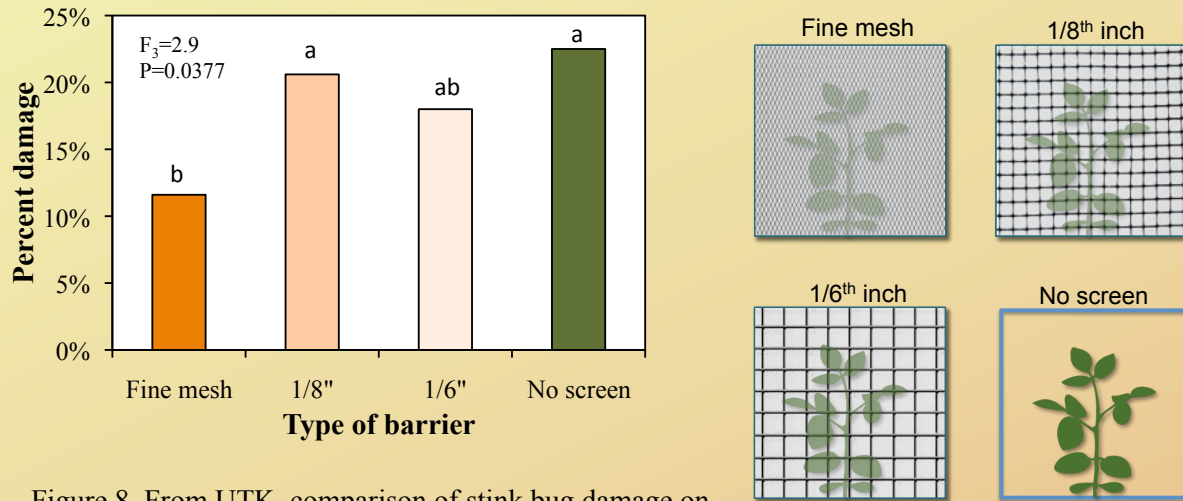 25%
20%
15%
10%
5%
0%
Percent damage
F₃=2.9
P=0.0377
b
a
ab
a
Fine mesh 1/8" 1/6" No screen
Type of barrier
Fine mesh
1/8ᵗʰ inch
1/6ᵗʰ inch
No screen
Figure 8. From UTK, comparison of stink bug damage on